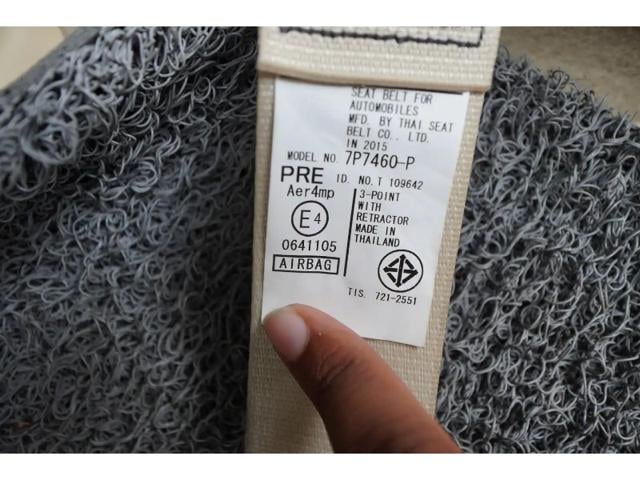 SEAT BELT FOR
AUTOMOBILES
MFD. BY THAI SEAT
BELT CO., LTD.
IN 2015
MODEL NO. 7P7460-P
PRE ID. NO.T 109642
Aer4mp
E4
0641105
AIRBAG
3-POINT
WITH
RETRACTOR
MADE IN
THAILAND
TIS. 721-2551